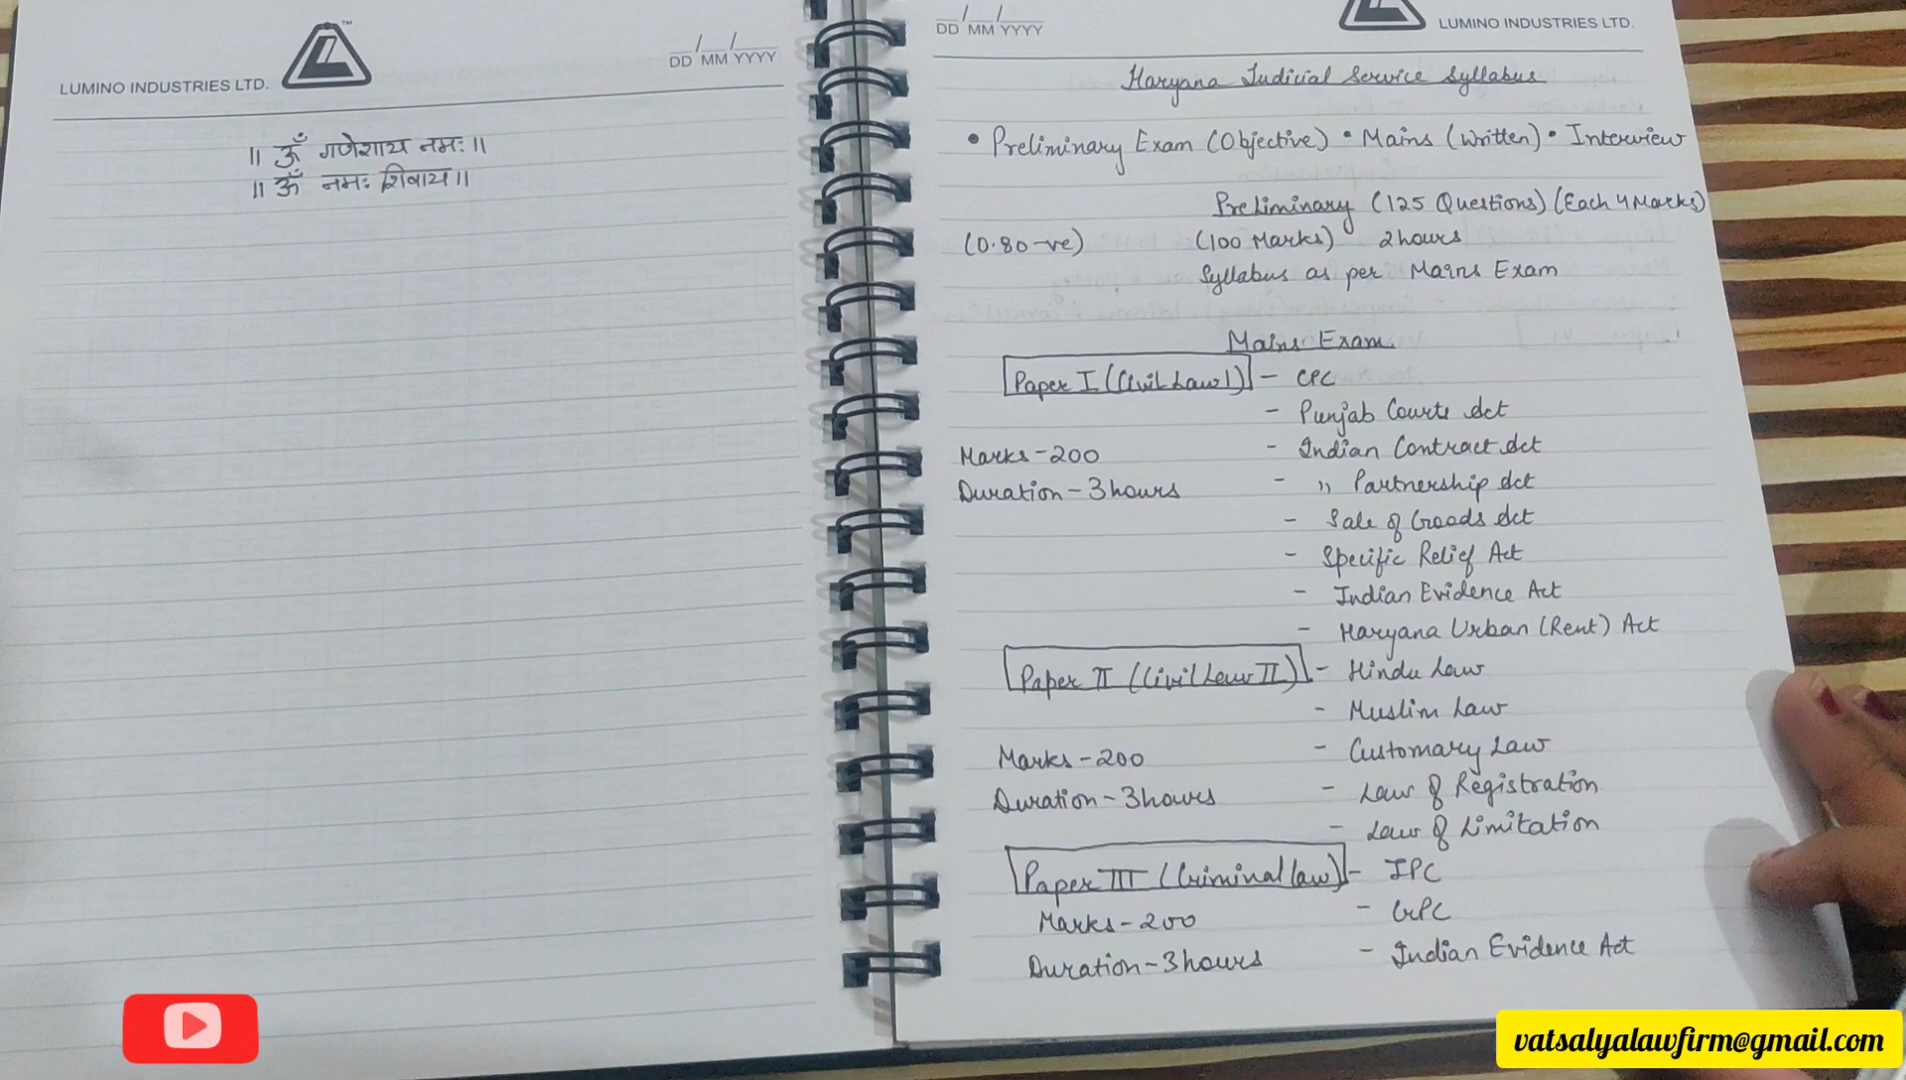 LUMINO INDUSTRIES LTD.
DD MM YYYY
॥ ॐ गणेशाय नमः ॥
॥ ॐ नमः शिवाय ॥
DD MM YYYY
LUMINO INDUSTRIES LTD.
Haryana Judicial Service Syllabus
• Preliminary Exam (Objective) • Mains (Written) • Interview
Preliminary (125 Questions) (Each 4 Marks)
(0.80-ve) (100 Marks) 2 hours
Syllabus as per Mains Exam
Mains Exam
Paper I (Civil Law I) - CPC
- Punjab Courts Act
Marks - 200 - Indian Contract Act
Duration - 3 hours - " Partnership Act
- Sale of Goods Act
- Specific Relief Act
- Indian Evidence Act
- Haryana Urban (Rent) Act
Paper II (Civil Law II) - Hindu Law
- Muslim Law
Marks - 200 - Customary Law
Duration - 3 hours - Law of Registration
- Law of Limitation
Paper III (Criminal Law) - IPC
Marks - 200 - CrPC
Duration - 3 hours - Indian Evidence Act
vatsalyalawfirm@gmail.com